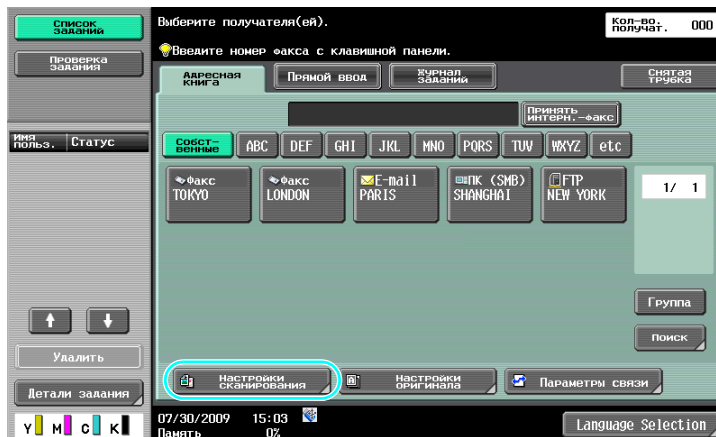 Список заданий
Выберите получателя(ей).
Кол-во. получат. 000
Проверка задания
Введите номер факса с клавишной панели.
Адресная книга
Прямой ввод
Журнал заданий
Снятая трубка
Принять интерн.-факс
Имя польз. Статус
Собст-венные ABC DEF GHI JKL MNO PQRS TUV WXYZ etc
Факс TOKYO
Факс LONDON
E-mail PARIS
ПК (SMB) SHANGHAI
FTP NEW YORK
1/ 1
Группа
Поиск
Удалить
Настройки сканирования
Настройки оригинала
Параметры связи
Детали задания
07/30/2009 15:03
Память 0%
Language Selection
Y M C K